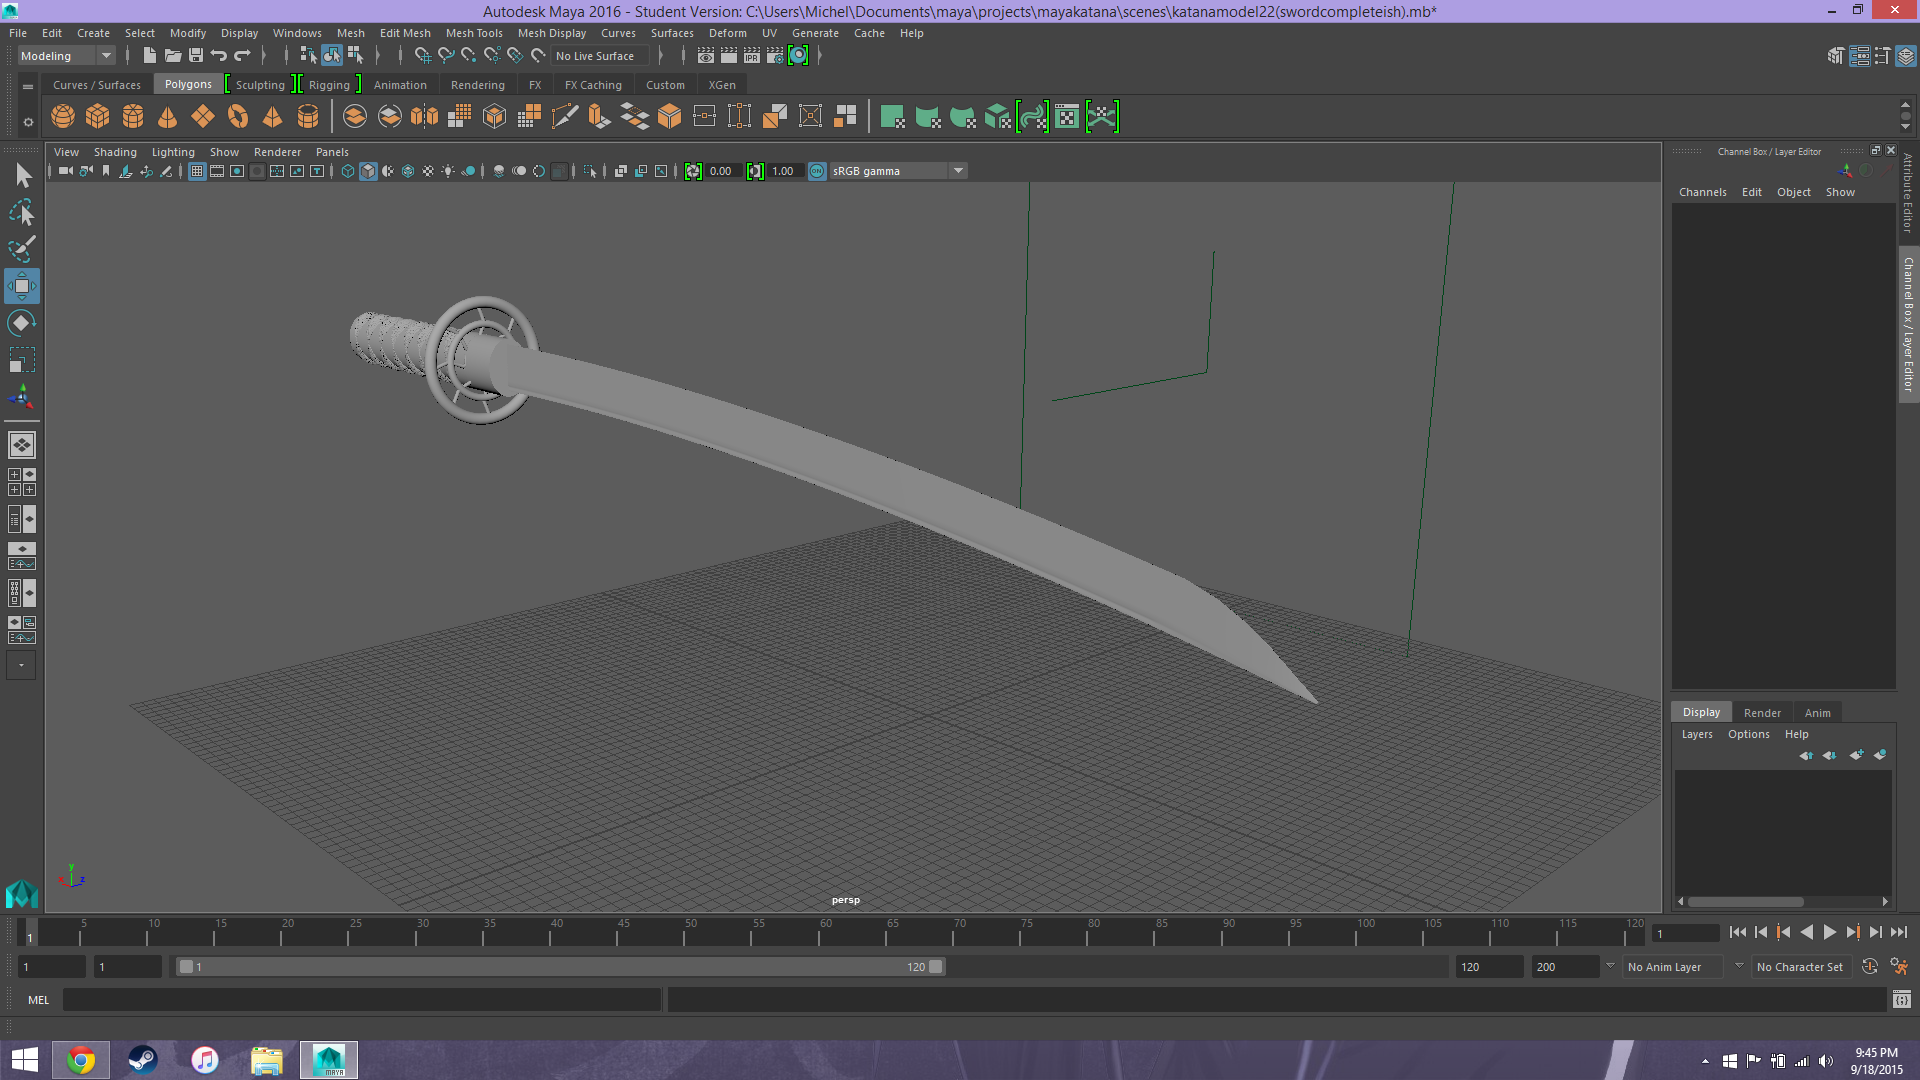 Autodesk Maya 2016 - Student Version: C:\Users\Michel\Documents\maya\projects\mayakatana\scenes\katanamodel22(swordcompleteish).mb*
File Edit Create Select Modify Display Windows Mesh Edit Mesh Mesh Tools Mesh Display Curves Surfaces Deform UV Generate Cache Help
Modeling No Live Surface IPR
Curves / Surfaces Polygons Sculpting Rigging Animation Rendering FX FX Caching Custom XGen
View Shading Lighting Show Renderer Panels
0.00 1.00 ON sRGB gamma
Channel Box / Layer Editor
Channels Edit Object Show
Attribute Editor
Channel Box / Layer Editor
y
x z
persp
Display Render Anim
Layers Options Help
1 5 10 15 20 25 30 35 40 45 50 55 60 65 70 75 80 85 90 95 100 105 110 115 120 1
1 1 1 120 120 200 No Anim Layer No Character Set
MEL
MAYA
9:45 PM
9/18/2015